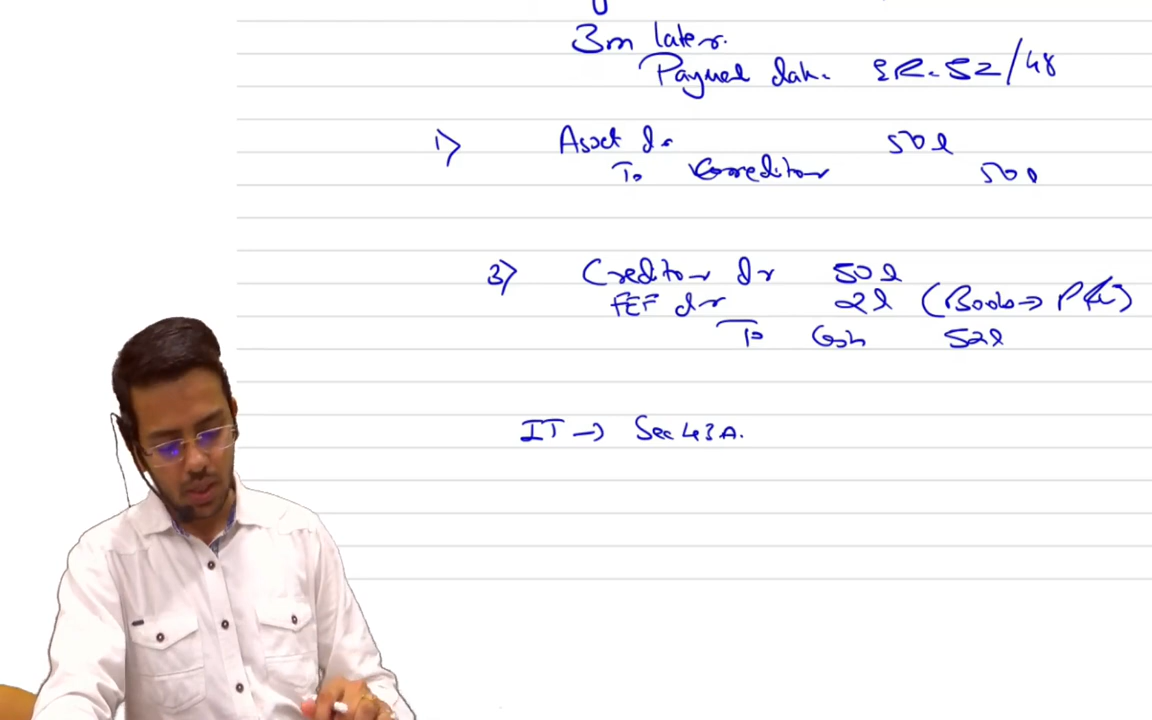 3m later.
Payment date. SR - 52/48
1) Asset dr 50l
To Creditor 50l
3) Creditor dr 50l
FEF dr 2l (Books → P&L)
To Cash 52l
IT → Sec 43A.